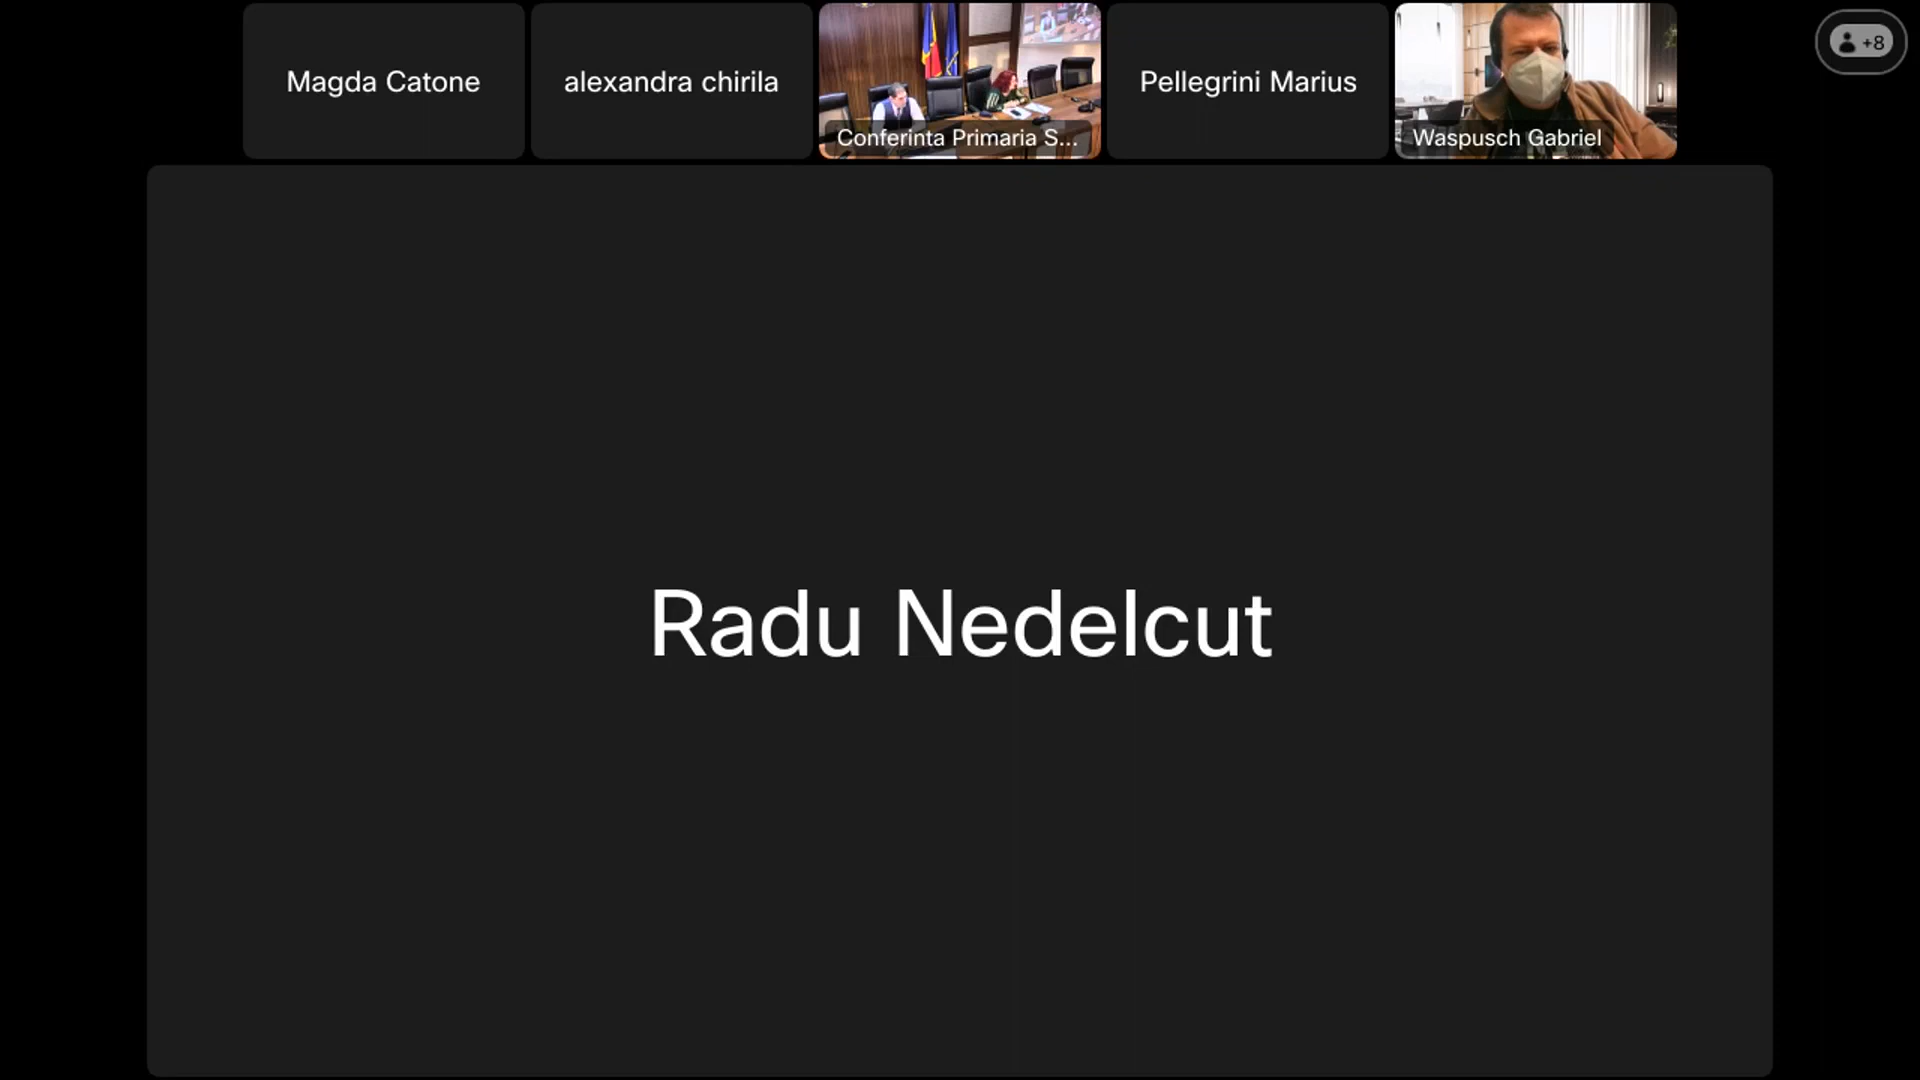 Magda Catone
alexandra chirila
Conferinta Primaria S...
Pellegrini Marius
Waspusch Gabriel
+8
Radu Nedelcut